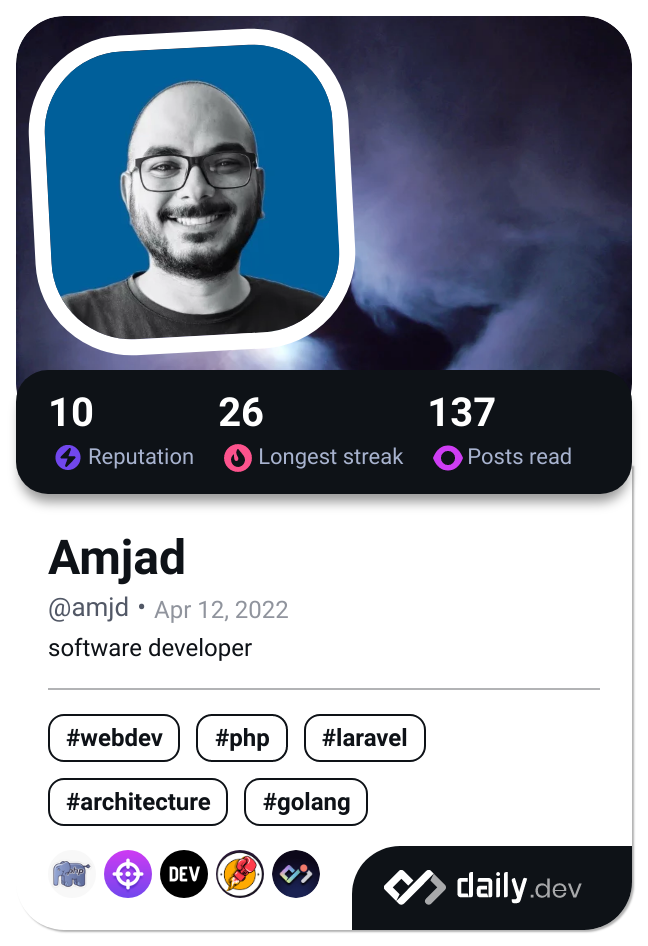 10 26 137
Reputation Longest streak Posts read
Amjad
@amjd • Apr 12, 2022
software developer
#webdev #php #laravel
#architecture #golang
php DEV daily.dev